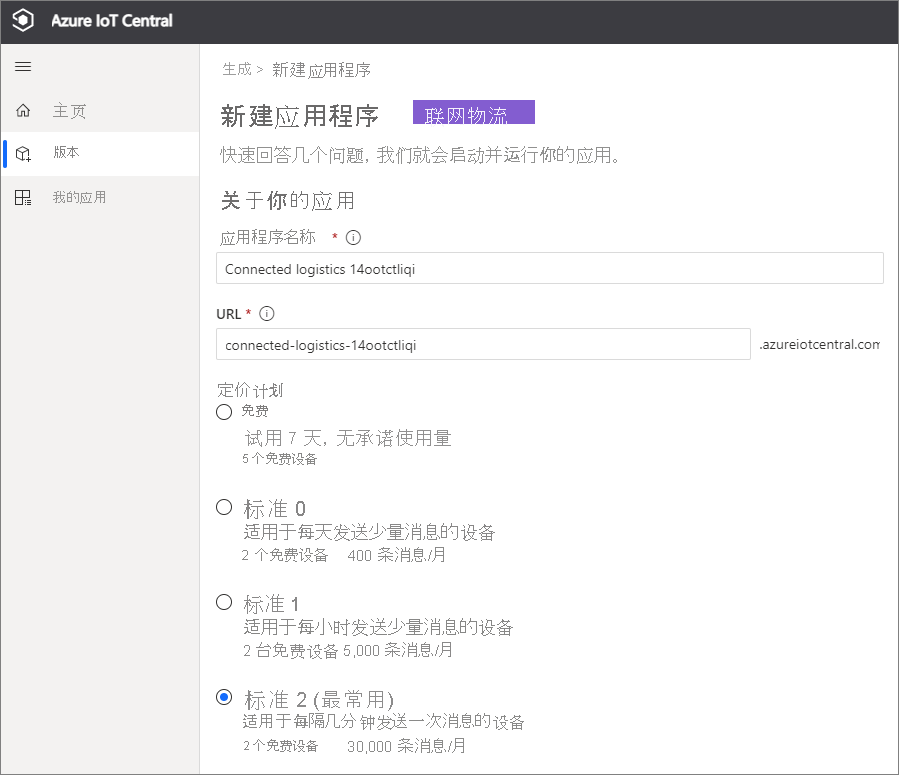 Azure IoT Central
生成 > 新建应用程序
主页
版本
我的应用
新建应用程序 联网物流
快速回答几个问题, 我们就会启动并运行你的应用。
关于你的应用
应用程序名称 *
Connected logistics 14ootctliqi
URL *
connected-logistics-14ootctliqi .azureiotcentral.com
定价计划
免费
试用 7 天, 无承诺使用量
5个免费设备
标准 0
适用于每天发送少量消息的设备
2 个免费设备 400 条消息/月
标准 1
适用于每小时发送少量消息的设备
2 台免费设备 5,000 条消息/月
标准 2 (最常用)
适用于每隔几分钟发送一次消息的设备
2个免费设备 30,000 条消息/月